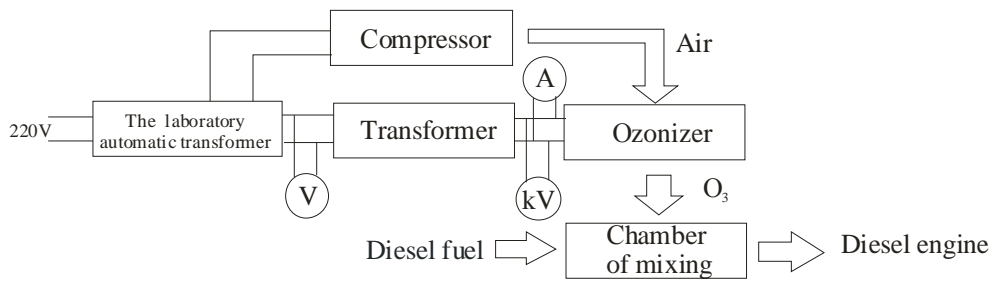 Compressor
Air
A
220V
The laboratory
automatic transformer
Transformer
Ozonizer
V
kV
O₃
Diesel fuel
Chamber
of mixing
Diesel engine